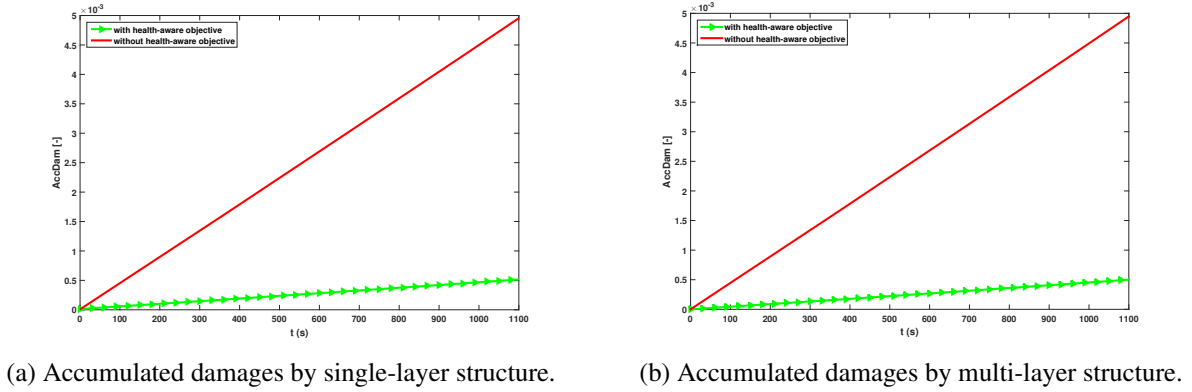 ×10⁻³
5
4.5
4
3.5
3
2.5
2
1.5
1
0.5
0
AccDam [-]
with health-aware objective
without health-aware objective
0 100 200 300 400 500 600 700 800 900 1000 1100
t (s)
(a) Accumulated damages by single-layer structure.
×10⁻³
5
4.5
4
3.5
3
2.5
2
1.5
1
0.5
0
AccDam [-]
with health-aware objective
without health-aware objective
0 100 200 300 400 500 600 700 800 900 1000 1100
t (s)
(b) Accumulated damages by multi-layer structure.